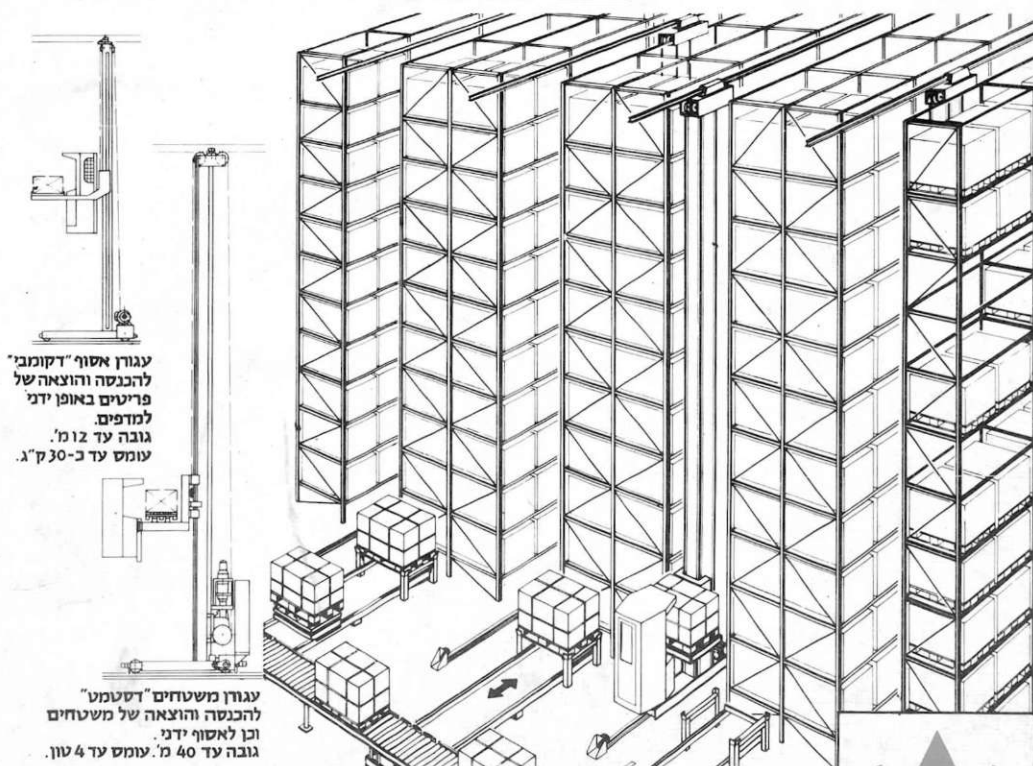 עגורן אסוף "דקומבי"
להכנסה והוצאה של
פריטים באופן ידני
למדפים.
גובה עד 12 מ'.
עומס עד כ-30 ק"ג.
עגורן משטחים "דסטמט"
להכנסה והוצאה של משטחים
וכן לאסוף ידני.
גובה עד 40 מ'. עומס עד 4 טון.